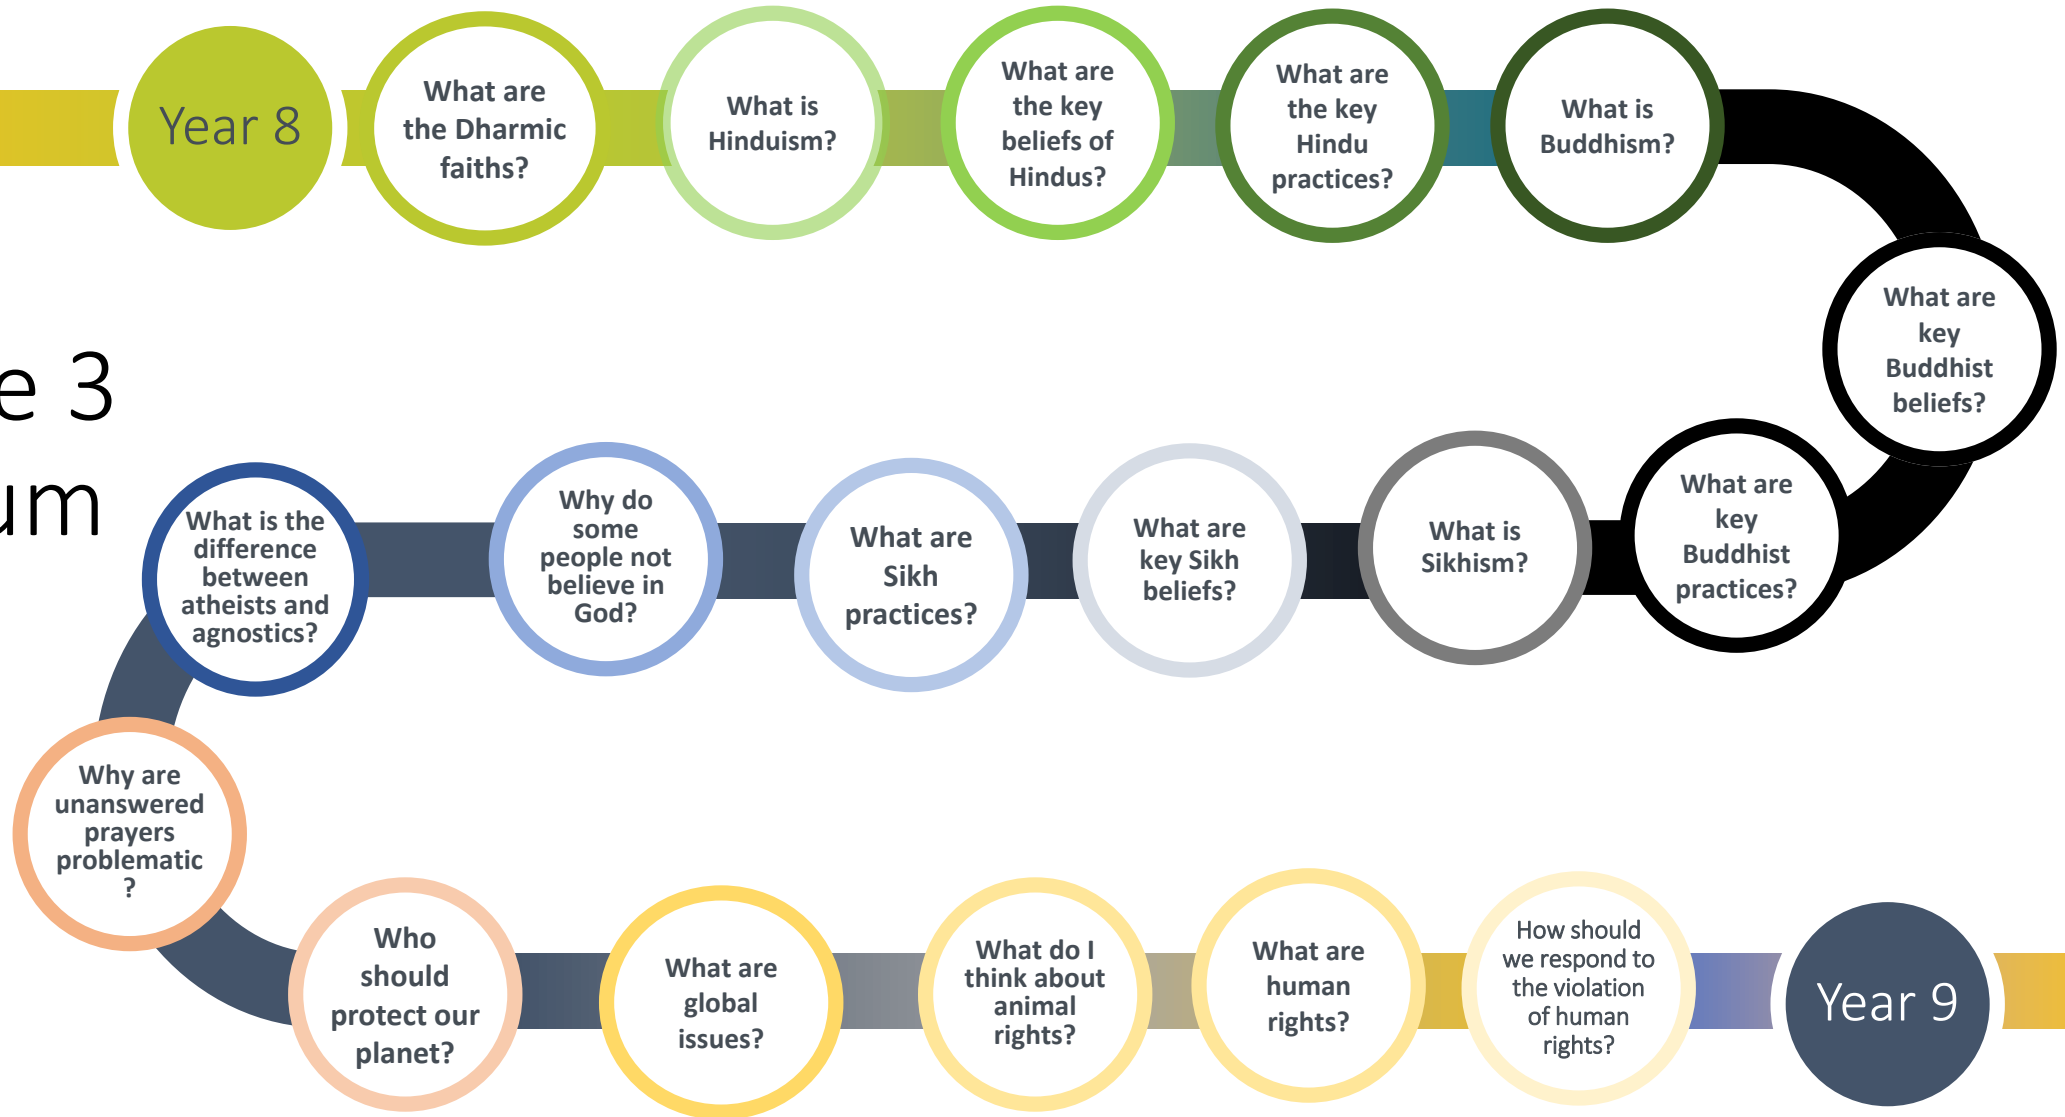 Year 8
What are
the Dharmic
faiths?
What is
Hinduism?
What are
the key
beliefs of
Hindus?
What are
the key
Hindu
practices?
What is
Buddhism?
What are
key
Buddhist
beliefs?
What are
key
Buddhist
practices?
What is
Sikhism?
What are
key Sikh
beliefs?
What are
Sikh
practices?
Why do
some
people not
believe in
God?
What is the
difference
between
atheists and
agnostics?
e 3
um
Why are
unanswered
prayers
problematic
?
Who
should
protect our
planet?
What are
global
issues?
What do I
think about
animal
rights?
What are
human
rights?
How should
we respond to
the violation
of human
rights?
Year 9